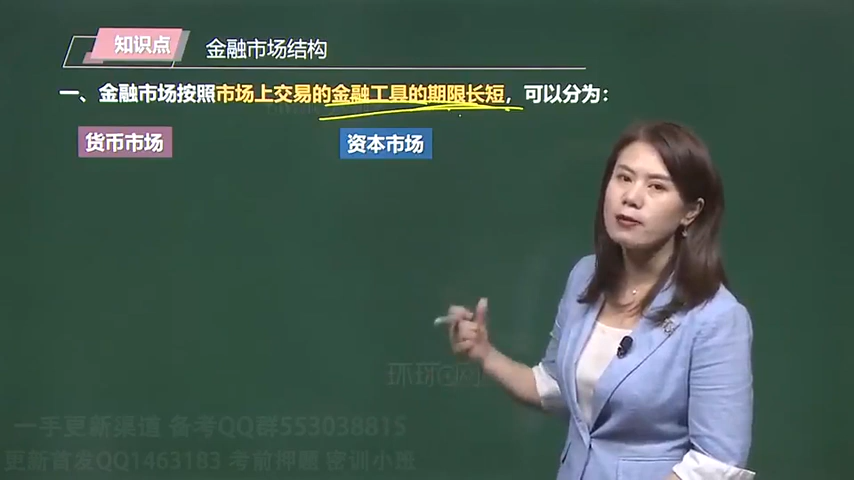 知识点
金融市场结构
一、金融市场按照市场上交易的金融工具的期限长短，可以分为：
货币市场
资本市场
环球网
一手更新渠道 备考QQ群553038815
更新首发QQ1463183 考前押题 密训小班